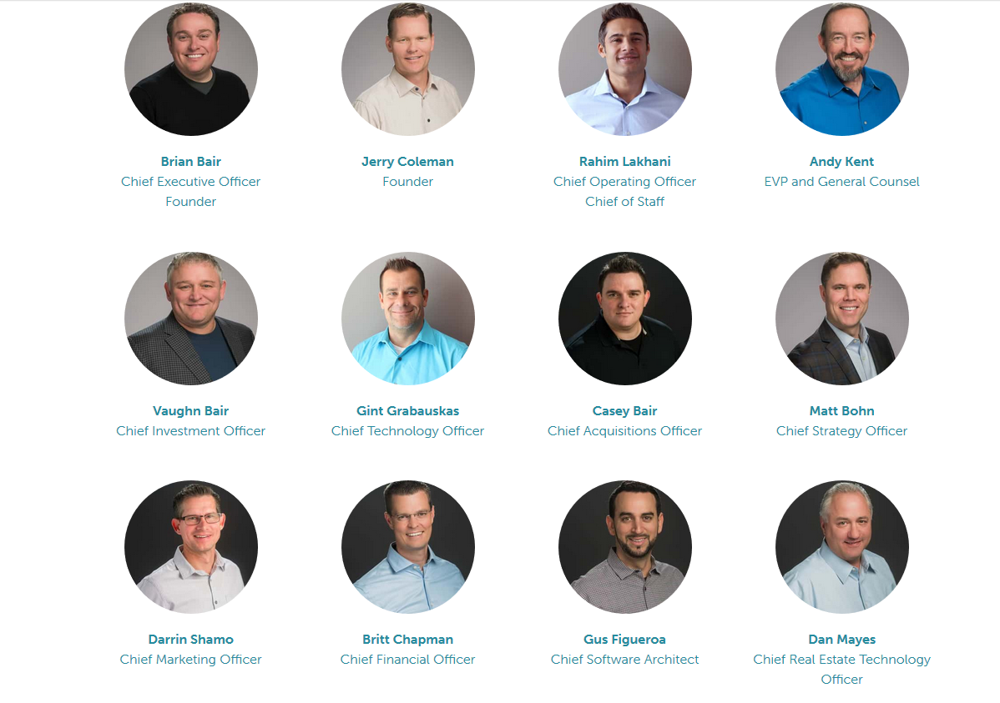 Brian Bair
Chief Executive Officer
Founder
Jerry Coleman
Founder
Rahim Lakhani
Chief Operating Officer
Chief of Staff
Andy Kent
EVP and General Counsel
Vaughn Bair
Chief Investment Officer
Gint Grabauskas
Chief Technology Officer
Casey Bair
Chief Acquisitions Officer
Matt Bohn
Chief Strategy Officer
Darrin Shamo
Chief Marketing Officer
Britt Chapman
Chief Financial Officer
Gus Figueroa
Chief Software Architect
Dan Mayes
Chief Real Estate Technology
Officer